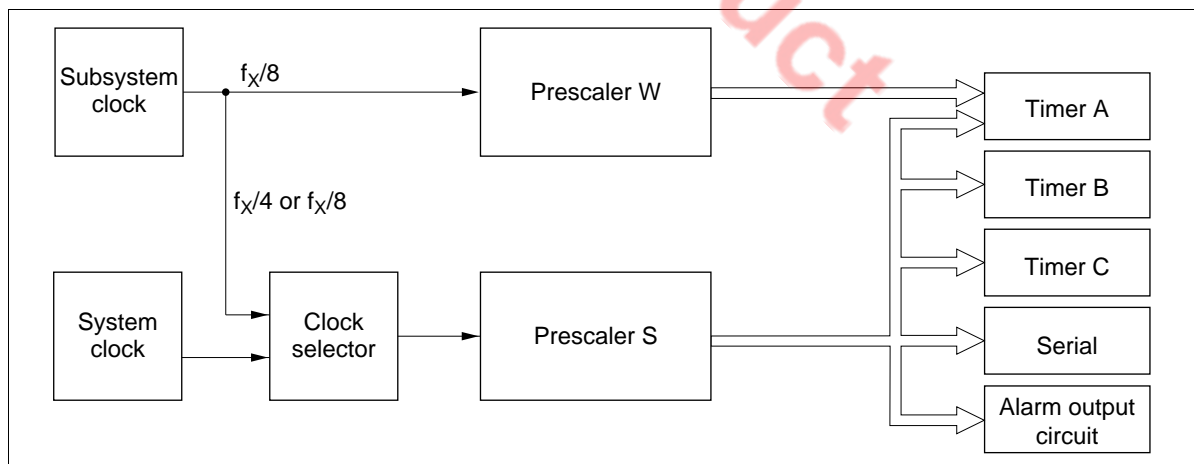 Subsystem
clock
fX/8
Prescaler W
Timer A
Timer B
fX/4 or fX/8
Timer C
System
clock
Clock
selector
Prescaler S
Serial
Alarm output
circuit
uct